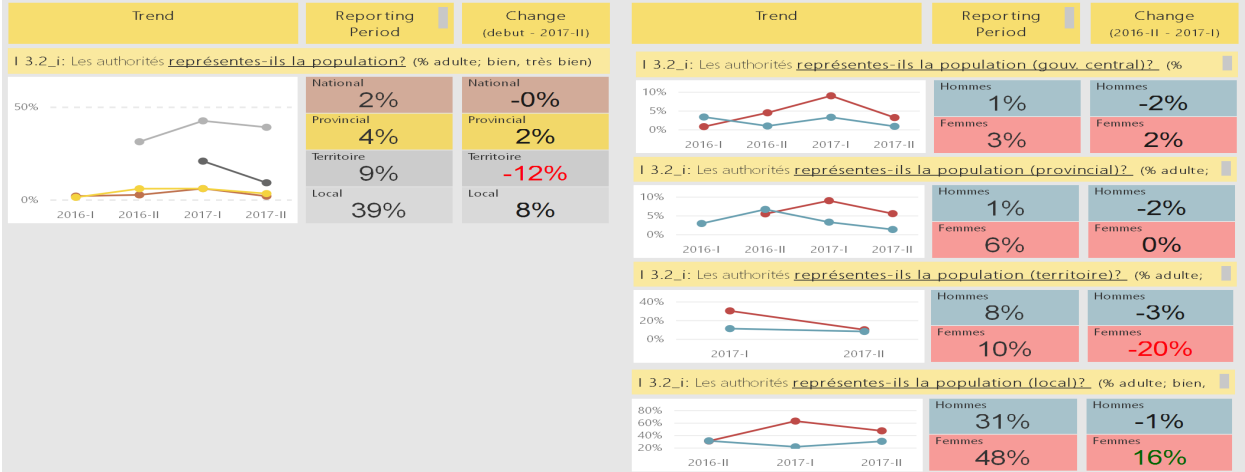 Trend
Reporting
Period
Change
(debut - 2017-II)
I 3.2_i: Les authorités représentes-ils la population? (% adulte; bien, très bien)
50%
0%
2016-I 2016-II 2017-I 2017-II
National
2%
National
-0%
Provincial
4%
Provincial
2%
Territoire
9%
Territoire
-12%
Local
39%
Local
8%
Trend
Reporting
Period
Change
(2016-II - 2017-I)
I 3.2_i: Les authorités représentes-ils la population (gouv. central)? (%
10%
5%
0%
2016-I 2016-II 2017-I 2017-II
Hommes
1%
Hommes
-2%
Femmes
3%
Femmes
2%
I 3.2_i: Les authorités représentes-ils la population (provincial)? (% adulte;
10%
5%
0%
2016-I 2016-II 2017-I 2017-II
Hommes
1%
Hommes
-2%
Femmes
6%
Femmes
0%
I 3.2_i: Les authorités représentes-ils la population (territoire)? (% adulte;
40%
20%
0%
2017-I 2017-II
Hommes
8%
Hommes
-3%
Femmes
10%
Femmes
-20%
I 3.2_i: Les authorités représentes-ils la population (local)? (% adulte; bien,
80%
60%
40%
20%
2016-II 2017-I 2017-II
Hommes
31%
Hommes
-1%
Femmes
48%
Femmes
16%